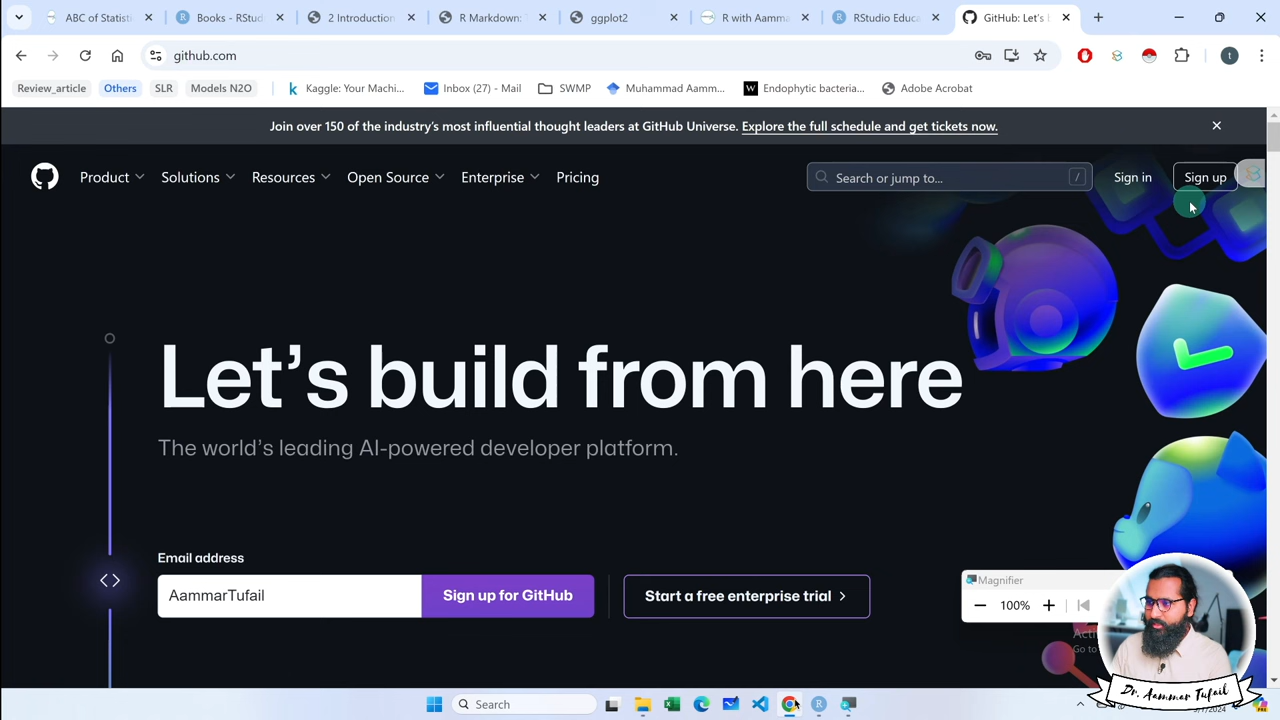 ABC of Statist
Books - RStud
2 Introduction
R Markdown: T
ggplot2
R with Aamma
RStudio Educa
GitHub: Let's b
github.com
Review_article
Others
SLR
Models N2O
Kaggle: Your Machi...
Inbox (27) - Mail
SWMP
Muhammad Aamm...
Endophytic bacteria...
Adobe Acrobat
Join over 150 of the industry's most influential thought leaders at GitHub Universe. Explore the full schedule and get tickets now.
Product
Solutions
Resources
Open Source
Enterprise
Pricing
Search or jump to...
/
Sign in
Sign up
Let's build from here
The world's leading AI-powered developer platform.
Email address
AammarTufail
Sign up for GitHub
Start a free enterprise trial
Magnifier
100%
Go to
Dr. Aammar Tufail
Search